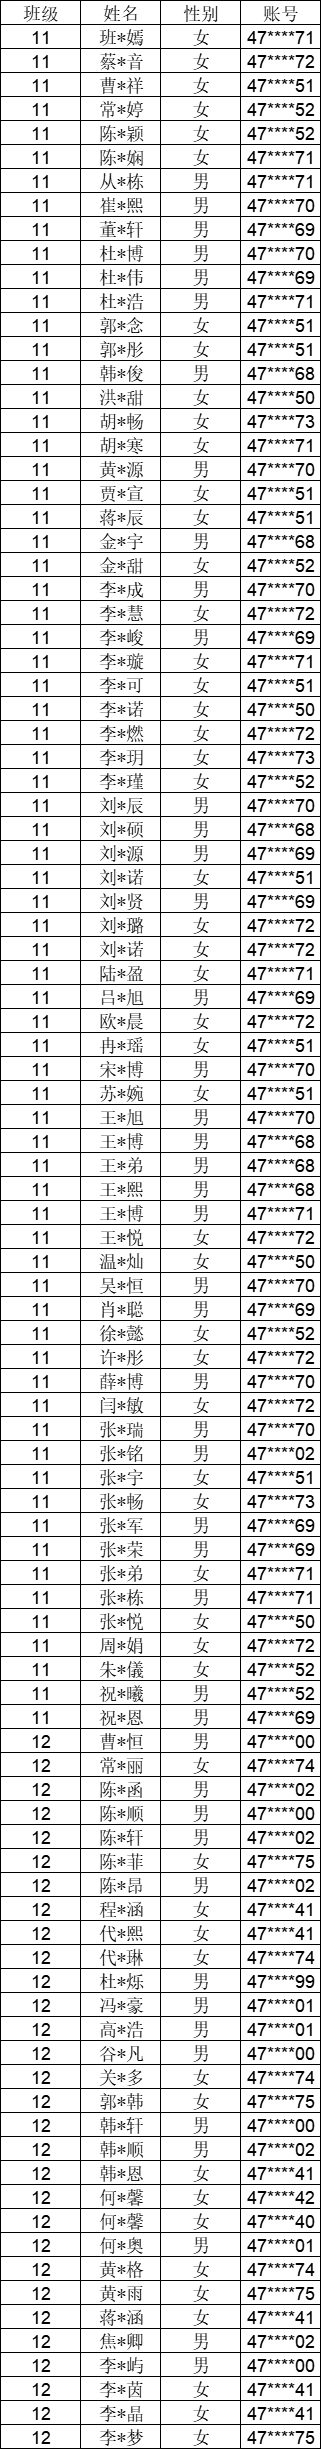 班级 姓名 性别 账号
11 班*嫣 女 47****71
11 蔡*音 女 47****72
11 曹*祥 女 47****51
11 常*婷 女 47****52
11 陈*颖 女 47****52
11 陈*娴 女 47****71
11 从*栋 男 47****71
11 崔*熙 男 47****70
11 董*轩 男 47****69
11 杜*博 男 47****70
11 杜*伟 男 47****69
11 杜*浩 男 47****71
11 郭*念 女 47****51
11 郭*彤 女 47****51
11 韩*俊 男 47****68
11 洪*甜 女 47****50
11 胡*畅 女 47****73
11 胡*寒 女 47****71
11 黄*源 男 47****70
11 贾*宣 女 47****51
11 蒋*辰 女 47****51
11 金*宇 男 47****68
11 金*甜 女 47****52
11 李*成 男 47****70
11 李*慧 女 47****72
11 李*峻 男 47****69
11 李*璇 女 47****71
11 李*可 女 47****51
11 李*诺 女 47****50
11 李*燃 女 47****72
11 李*玥 女 47****73
11 李*瑾 女 47****52
11 刘*辰 男 47****70
11 刘*硕 男 47****68
11 刘*源 男 47****69
11 刘*诺 女 47****51
11 刘*贤 男 47****69
11 刘*璐 女 47****72
11 刘*诺 女 47****72
11 陆*盈 女 47****71
11 吕*旭 男 47****69
11 欧*晨 女 47****72
11 冉*瑶 女 47****51
11 宋*博 男 47****70
11 苏*婉 女 47****51
11 王*旭 男 47****70
11 王*博 男 47****68
11 王*弟 男 47****68
11 王*熙 男 47****68
11 王*博 男 47****71
11 王*悦 女 47****72
11 温*灿 女 47****50
11 吴*恒 男 47****70
11 肖*聪 男 47****69
11 徐*懿 女 47****52
11 许*彤 女 47****72
11 薛*博 男 47****70
11 闫*敏 女 47****72
11 张*瑞 男 47****70
11 张*铭 男 47****02
11 张*宇 女 47****51
11 张*畅 女 47****73
11 张*军 男 47****69
11 张*荣 男 47****69
11 张*弟 女 47****71
11 张*栋 男 47****71
11 张*悦 女 47****50
11 周*娟 女 47****72
11 朱*儀 女 47****52
11 祝*曦 男 47****52
11 祝*恩 男 47****69
12 曹*恒 男 47****00
12 常*丽 女 47****74
12 陈*函 男 47****02
12 陈*顺 男 47****00
12 陈*轩 男 47****02
12 陈*菲 女 47****75
12 陈*昂 男 47****02
12 程*涵 女 47****41
12 代*熙 女 47****41
12 代*琳 女 47****74
12 杜*烁 男 47****99
12 冯*豪 男 47****01
12 高*浩 男 47****01
12 谷*凡 男 47****00
12 关*多 女 47****74
12 郭*韩 女 47****75
12 韩*轩 男 47****00
12 韩*顺 男 47****02
12 韩*恩 女 47****41
12 何*馨 女 47****42
12 何*馨 女 47****40
12 何*奥 男 47****01
12 黄*格 女 47****74
12 黄*雨 女 47****75
12 蒋*涵 女 47****41
12 焦*卿 男 47****02
12 李*屿 男 47****00
12 李*茵 女 47****41
12 李*晶 女 47****41
12 李*梦 女 47****75